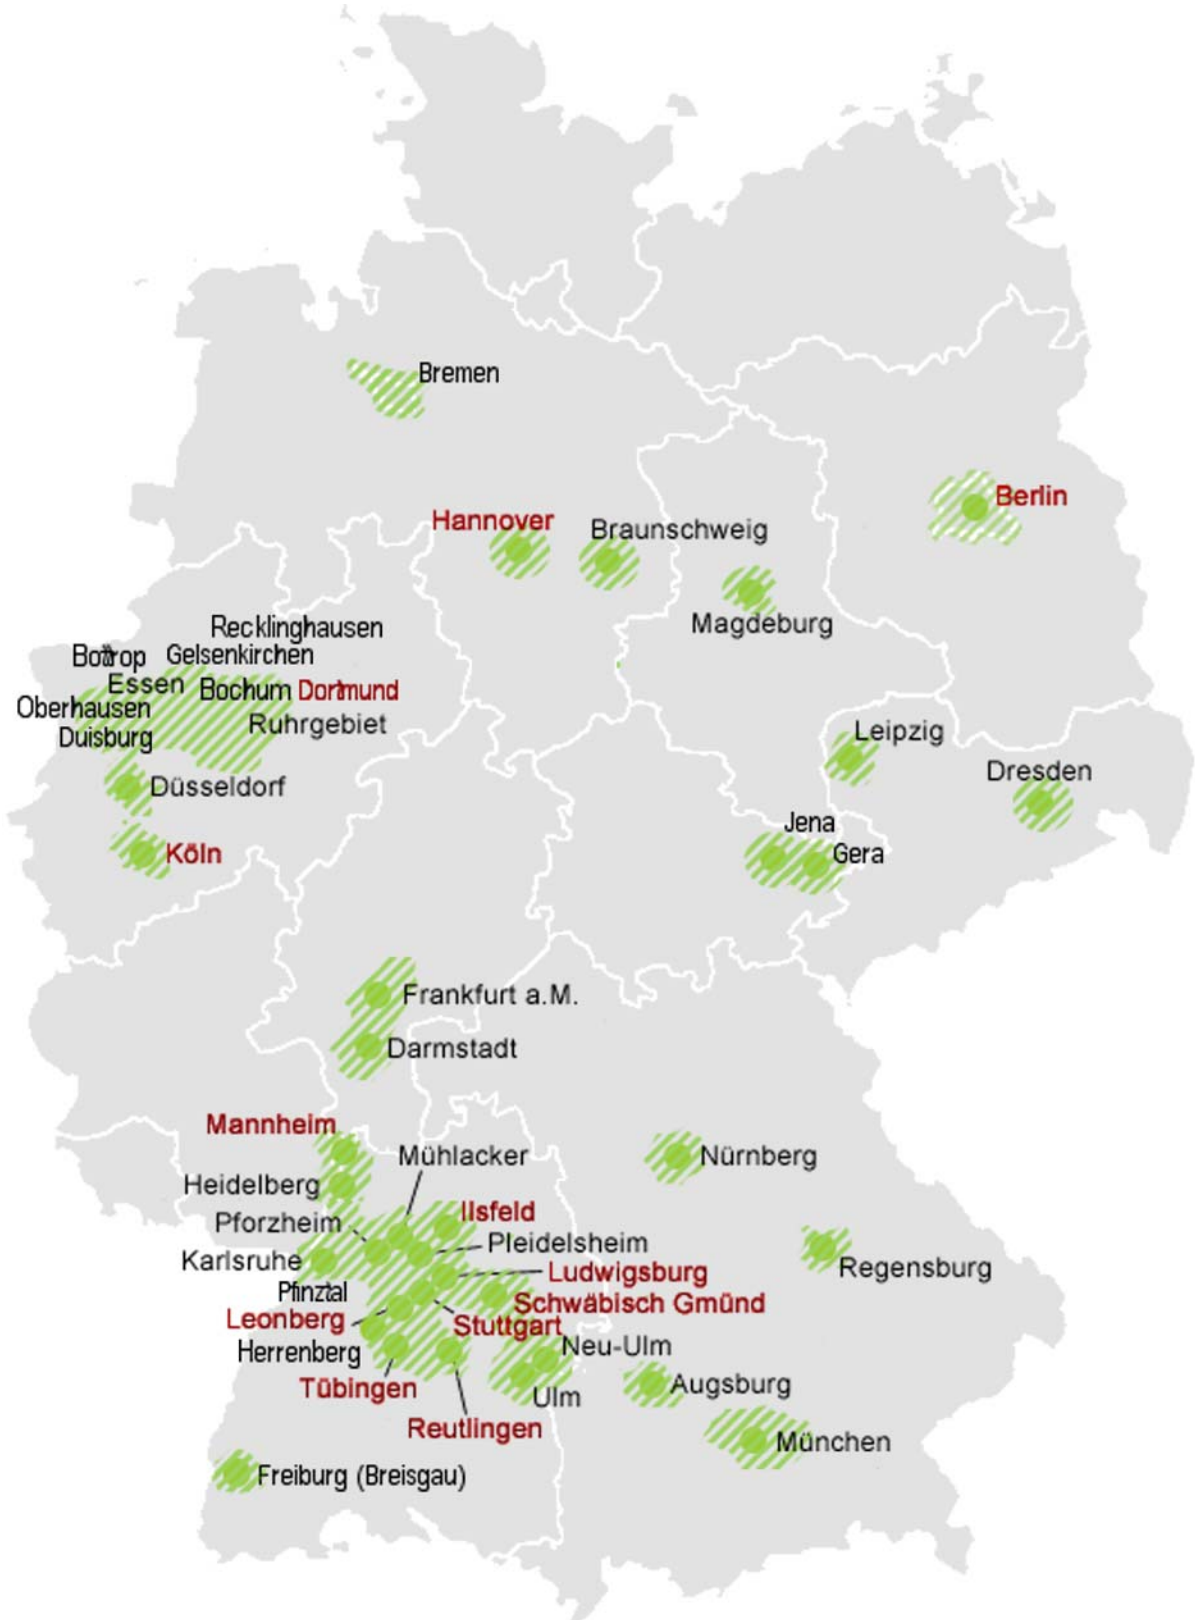 Bremen
Berlin
Hannover
Braunschweig
Magdeburg
Recklinghausen
Bottrop
Gelsenkirchen
Essen
Bochum
Dortmund
Oberhausen
Ruhrgebiet
Duisburg
Leipzig
Düsseldorf
Dresden
Jena
Köln
Gera
Frankfurt a.M.
Darmstadt
Mannheim
Mühlacker
Nürnberg
Heidelberg
Ilsfeld
Pforzheim
Pleidelsheim
Karlsruhe
Regensburg
Ludwigsburg
Pfinztal
Schwäbisch Gmünd
Leonberg
Stuttgart
Neu-Ulm
Herrenberg
Tübingen
Augsburg
Ulm
Reutlingen
München
Freiburg (Breisgau)